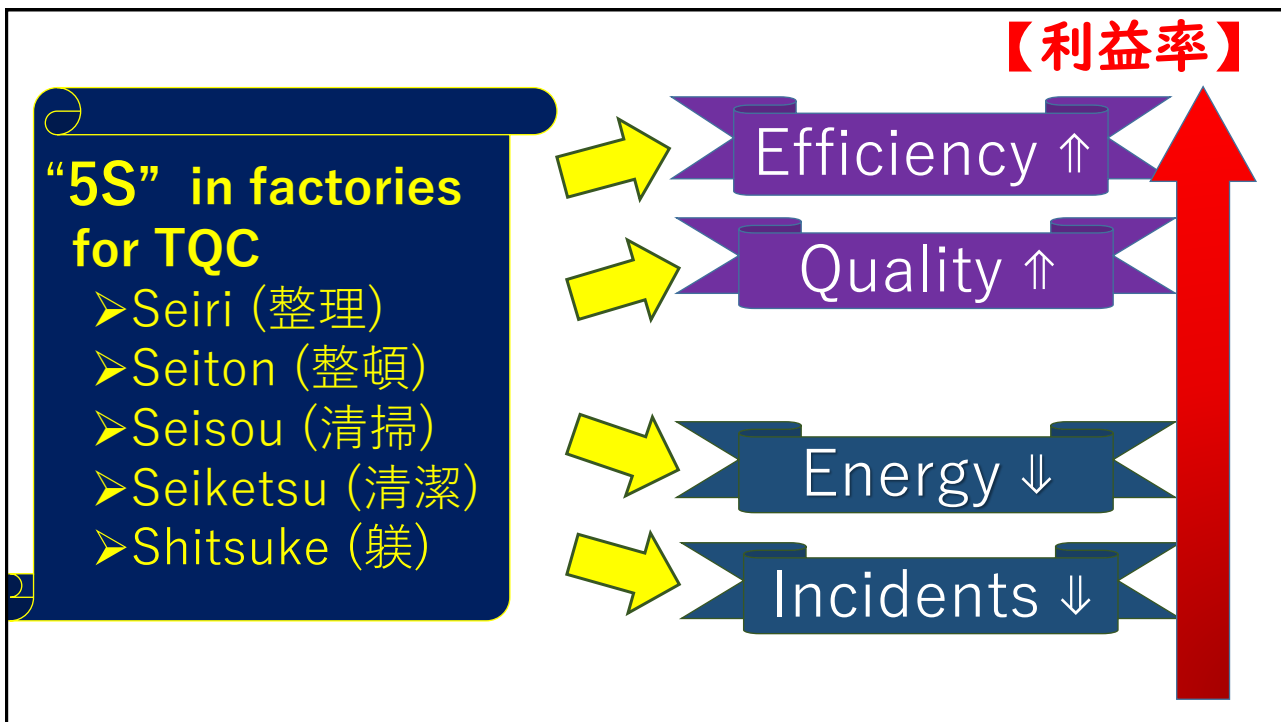 【利益率】
“5S” in factories
for TQC
➢Seiri (整理)
➢Seiton (整頓)
➢Seisou (清掃)
➢Seiketsu (清潔)
➢Shitsuke (躾)
Efficiency ⇑
Quality ⇑
Energy ⇓
Incidents ⇓